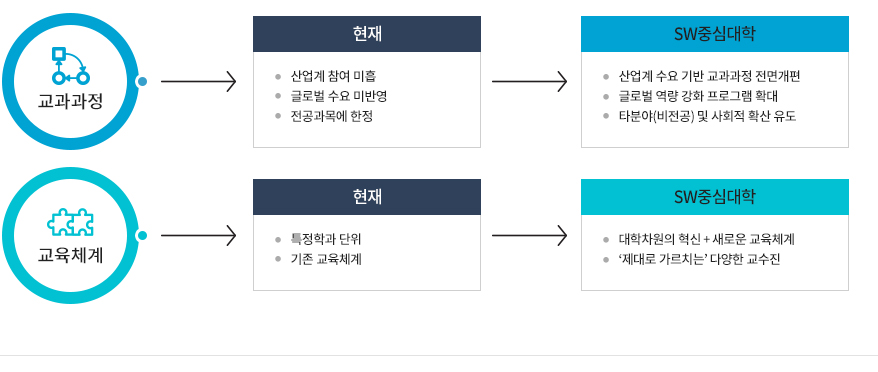 교과과정
현재
산업계 참여 미흡
글로벌 수요 미반영
전공과목에 한정
SW중심대학
산업계 수요 기반 교과과정 전면개편
글로벌 역량 강화 프로그램 확대
타분야(비전공) 및 사회적 확산 유도
교육체계
현재
특정학과 단위
기존 교육체계
SW중심대학
대학차원의 혁신 + 새로운 교육체계
‘제대로 가르치는’ 다양한 교수진